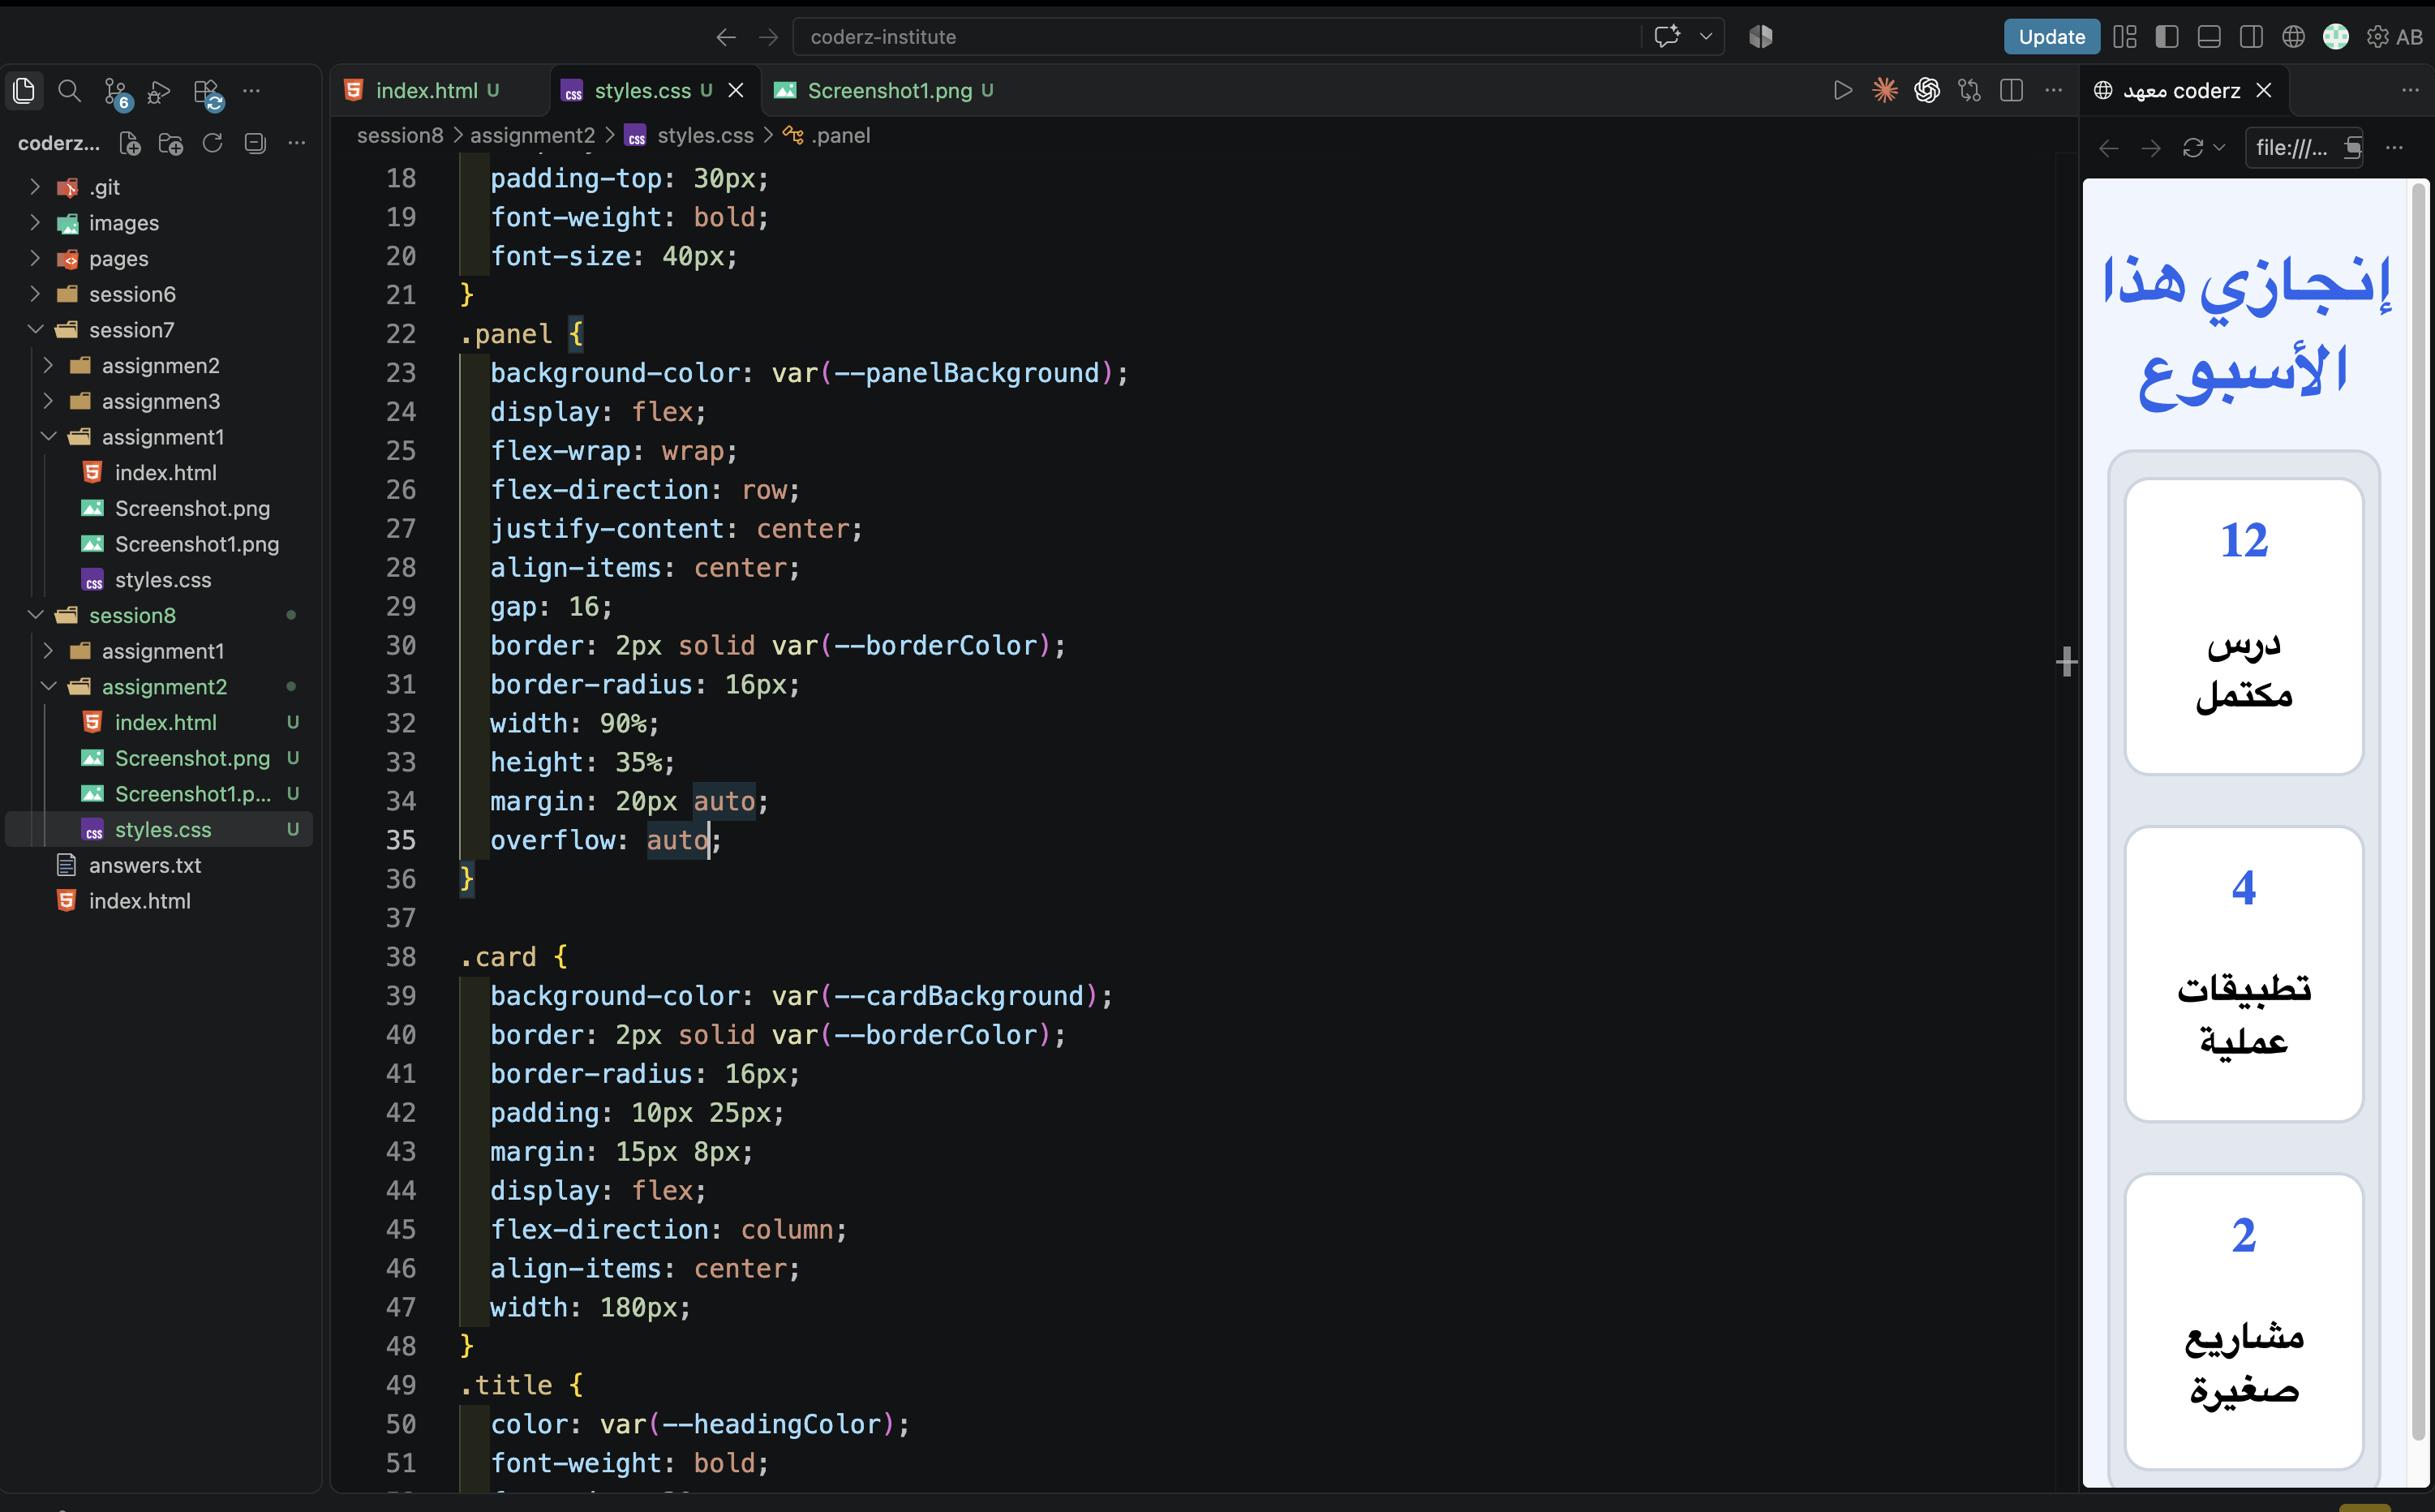 coderz-institute
Update
AB
index.html U
styles.css U
Screenshot1.png U
معهد coderz
6
coderz...
session8 > assignment2 > styles.css > .panel
file:///...
.git
images
pages
session6
session7
assignmen2
assignmen3
assignment1
index.html
Screenshot.png
Screenshot1.png
styles.css
session8
assignment1
assignment2
index.html U
Screenshot.png U
Screenshot1.p... U
styles.css U
answers.txt
index.html
18 padding-top: 30px;
19 font-weight: bold;
20 font-size: 40px;
21 }
22 .panel {
23 background-color: var(--panelBackground);
24 display: flex;
25 flex-wrap: wrap;
26 flex-direction: row;
27 justify-content: center;
28 align-items: center;
29 gap: 16;
30 border: 2px solid var(--borderColor);
31 border-radius: 16px;
32 width: 90%;
33 height: 35%;
34 margin: 20px auto;
35 overflow: auto;
36 }
37
38 .card {
39 background-color: var(--cardBackground);
40 border: 2px solid var(--borderColor);
41 border-radius: 16px;
42 padding: 10px 25px;
43 margin: 15px 8px;
44 display: flex;
45 flex-direction: column;
46 align-items: center;
47 width: 180px;
48 }
49 .title {
50 color: var(--headingColor);
51 font-weight: bold;
إنجازي هذا
الأسبوع
12
درس
مكتمل
4
تطبيقات
عملية
2
مشاريع
صغيرة